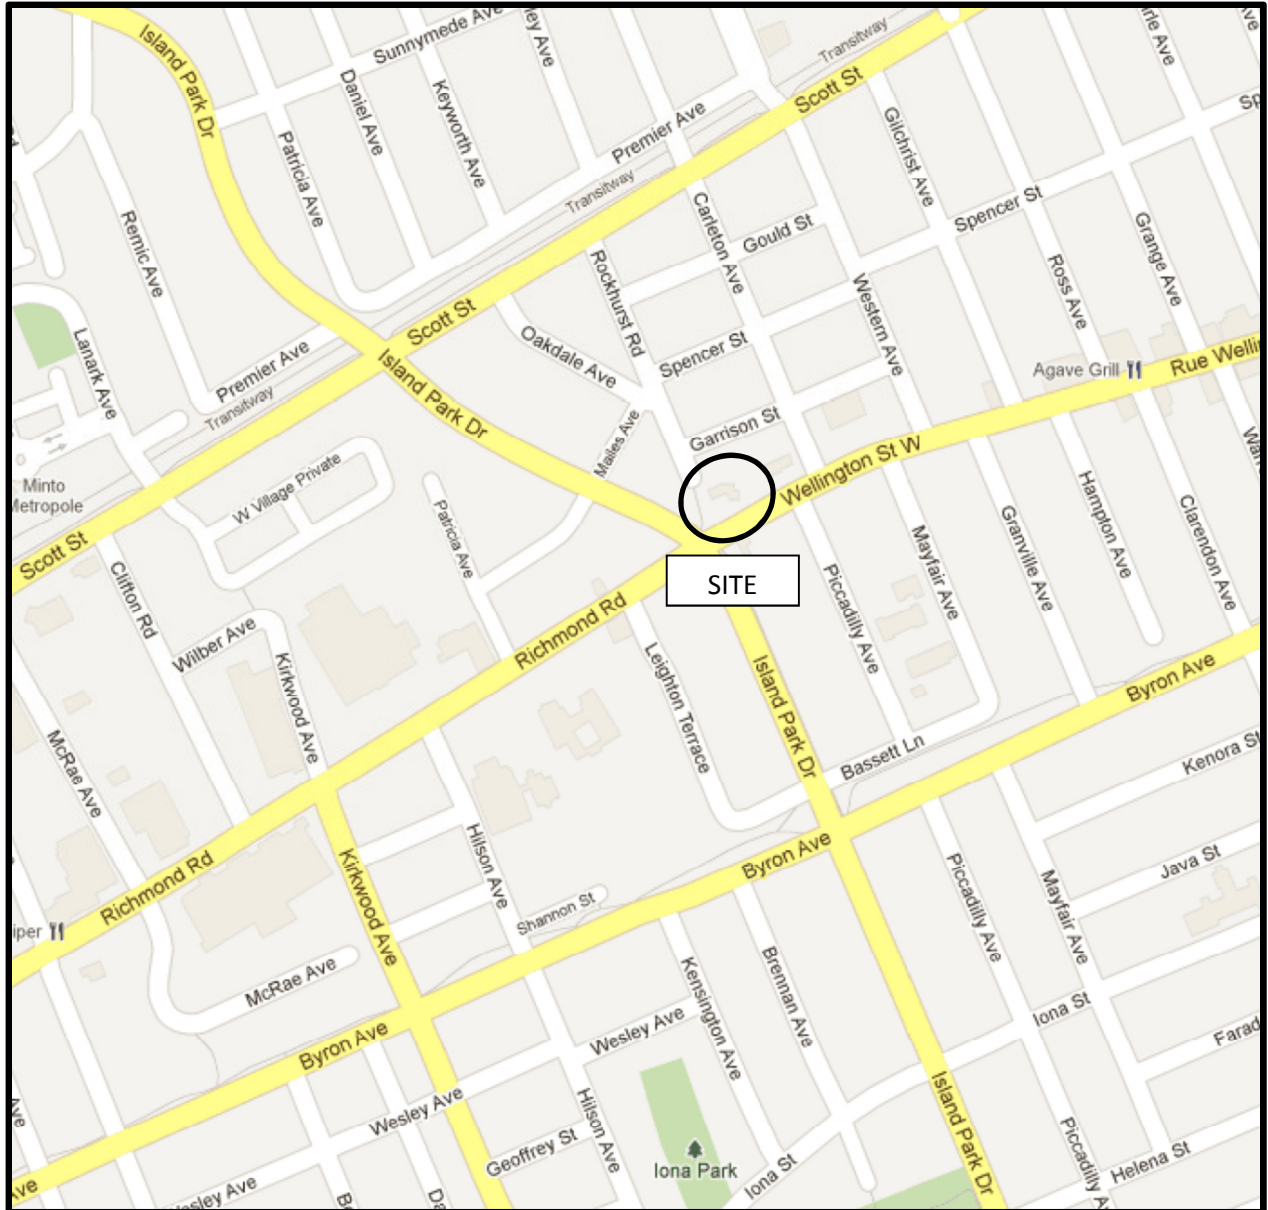 Island Park Dr
Sunnymede Ave
ley Ave
Transitway
Scott St
Daniel Ave
Keyworth Ave
Patricia Ave
Premier Ave
Gilchrist Ave
Transitway
Spencer St
Remic Ave
Carleton Ave
Gould St
Grange Ave
Ross Ave
Rockhurst Rd
Western Ave
Scott St
Lanark Ave
Oakdale Ave
Spencer St
Premier Ave
Island Park Dr
Agave Grill
Rue Welli
Transitway
Mailes Ave
Garrison St
Wellington St W
Minto
Metropole
W Village Private
Patricia Ave
Hampton Ave
Clarendon Ave
Granville Ave
Mayfair Ave
Scott St
Clifton Rd
SITE
Piccadilly Ave
Richmond Rd
Wilber Ave
Kirkwood Ave
Leighton Terrace
Island Park Dr
Byron Ave
McRae Ave
Bassett Ln
Kenora St
Hilson Ave
Byron Ave
Java St
Richmond Rd
Kirkwood Ave
Piccadilly Ave
Mayfair Ave
Shannon St
iper
McRae Ave
Kensington Ave
Brennan Ave
Iona St
Byron Ave
Wesley Ave
Farad
Island Park Dr
Wesley Ave
Hilson Ave
Ave
Geoffrey St
Iona Park
Iona St
Piccadilly A
Helena St
Ave
esley Ave
Da